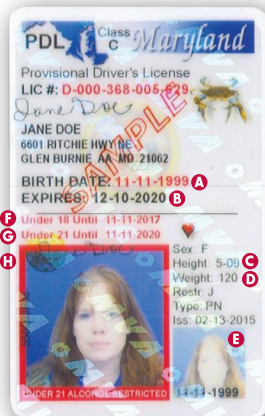 PDL Class C Maryland
Provisional Driver's License
LIC #: D-000-368-005-629
Jane Doe
SAMPLE
JANE DOE
6601 RITCHIE HWY NE
GLEN BURNIE AA MD 21062
BIRTH DATE: 11-11-1999 A
EXPIRES: 12-10-2020 B
F Under 18 Until 11-11-2017
G Under 21 Until 11-11-2020
H
Sex: F
Height: 5-09 C
Weight: 120 D
Restr: J
Type: PN
Iss: 02-13-2015
E
UNDER 21 ALCOHOL RESTRICTED
11-11-1999